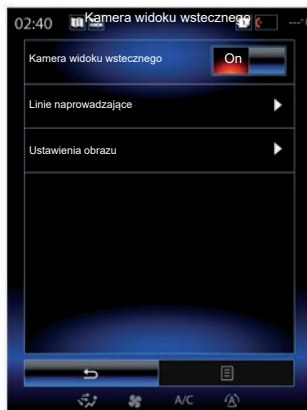 02:40 Kamera widoku wstecznego
Kamera widoku wstecznego On
Linie naprowadzające
Ustawienia obrazu
A/C